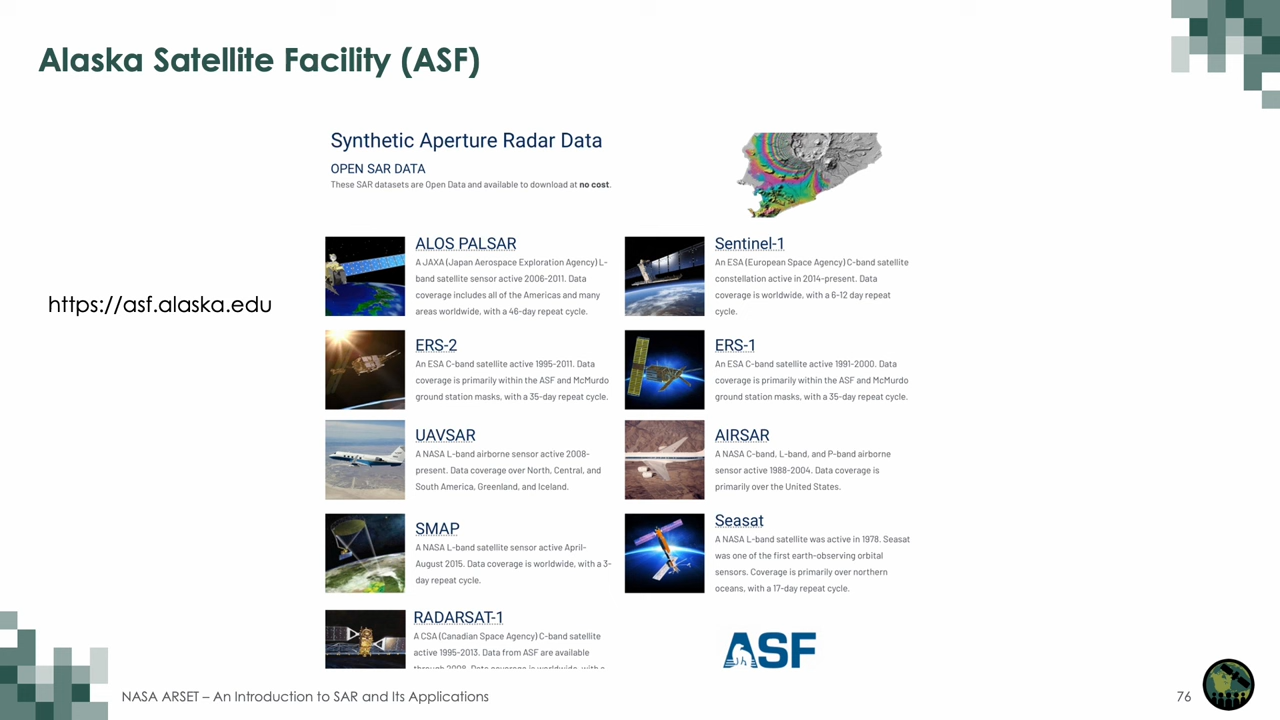 Alaska Satellite Facility (ASF)
Synthetic Aperture Radar Data
OPEN SAR DATA
These SAR datasets are Open Data and available to download at no cost.
https://asf.alaska.edu
ALOS PALSAR
A JAXA (Japan Aerospace Exploration Agency) L-
band satellite sensor active 2006-2011. Data
coverage includes all of the Americas and many
areas worldwide, with a 46-day repeat cycle.
Sentinel-1
An ESA (European Space Agency) C-band satellite
constellation active in 2014-present. Data
coverage is worldwide, with a 6-12 day repeat
cycle.
ERS-2
An ESA C-band satellite active 1995-2011. Data
coverage is primarily within the ASF and McMurdo
ground station masks, with a 35-day repeat cycle.
ERS-1
An ESA C-band satellite active 1991-2000. Data
coverage is primarily within the ASF and McMurdo
ground station masks, with a 35-day repeat cycle.
UAVSAR
A NASA L-band airborne sensor active 2008-
present. Data coverage over North, Central, and
South America, Greenland, and Iceland.
AIRSAR
A NASA C-band, L-band, and P-band airborne
sensor active 1988-2004. Data coverage is
primarily over the United States.
SMAP
A NASA L-band satellite sensor active April-
August 2015. Data coverage is worldwide, with a 3-
day repeat cycle.
Seasat
A NASA L-band satellite was active in 1978. Seasat
was one of the first earth-observing orbital
sensors. Coverage is primarily over northern
oceans, with a 17-day repeat cycle.
RADARSAT-1
A CSA (Canadian Space Agency) C-band satellite
active 1995-2013. Data from ASF are available
through 2008. Data coverage is worldwide, with a
ASF
NASA ARSET – An Introduction to SAR and Its Applications
76